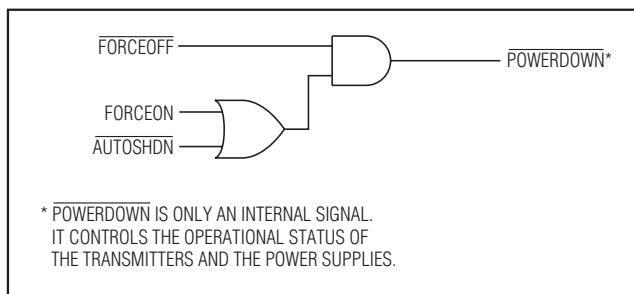 FORCEOFF
POWERDOWN*
FORCEON
AUTOSHDN
* POWERDOWN IS ONLY AN INTERNAL SIGNAL.
IT CONTROLS THE OPERATIONAL STATUS OF
THE TRANSMITTERS AND THE POWER SUPPLIES.